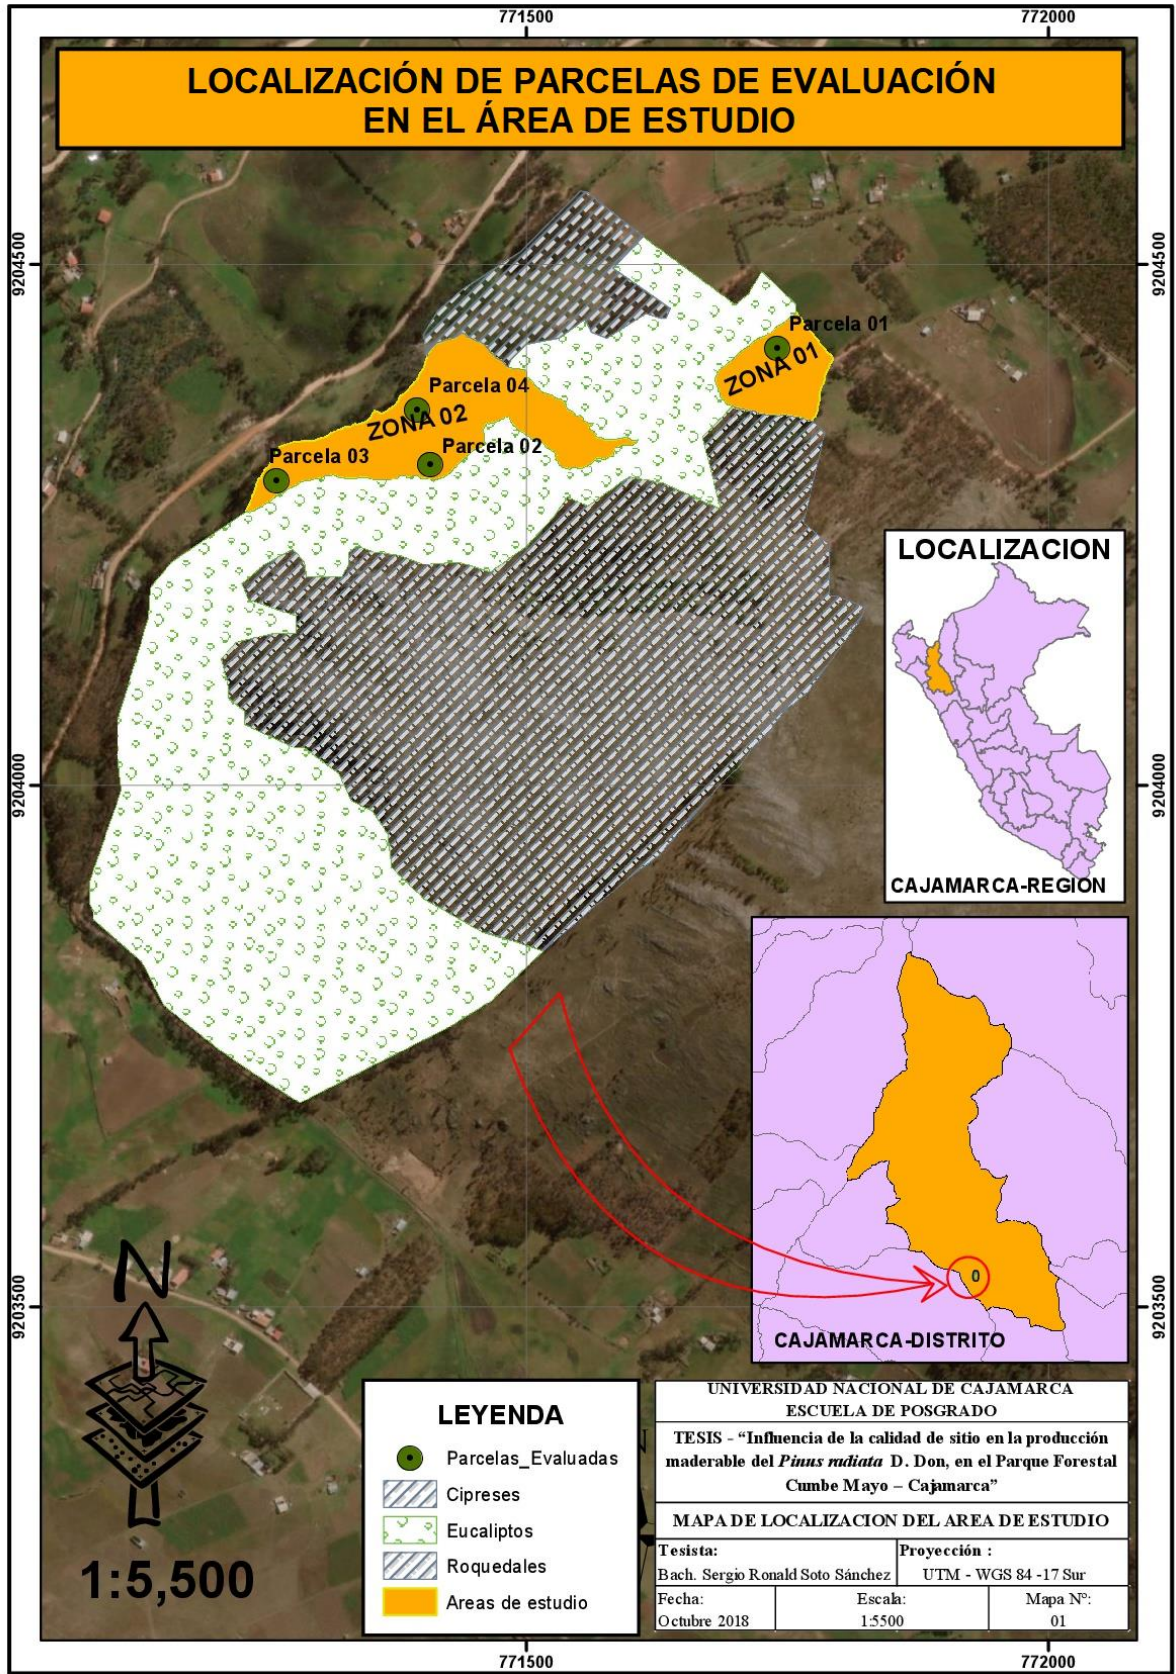 771500
772000
LOCALIZACIÓN DE PARCELAS DE EVALUACIÓN
EN EL ÁREA DE ESTUDIO
9204500
9204500
Parcela 01
ZONA 01
Parcela 04
ZONA 02
Parcela 02
Parcela 03
LOCALIZACION
CAJAMARCA-REGION
9204000
9204000
0
CAJAMARCA-DISTRITO
9203500
9203500
N
1:5,500
LEYENDA
Parcelas_Evaluadas
Cipreses
Eucaliptos
Roquedales
Areas de estudio
UNIVERSIDAD NACIONAL DE CAJAMARCA
ESCUELA DE POSGRADO
TESIS - “Influencia de la calidad de sitio en la producción
maderable del Pinus radiata D. Don, en el Parque Forestal
Cumbe Mayo – Cajamarca”
MAPA DE LOCALIZACION DEL AREA DE ESTUDIO
Tesista:
Bach. Sergio Ronald Soto Sánchez
Proyección :
UTM - WGS 84 -17 Sur
Fecha:
Octubre 2018
Escala:
1:5500
Mapa Nº:
01
771500
772000